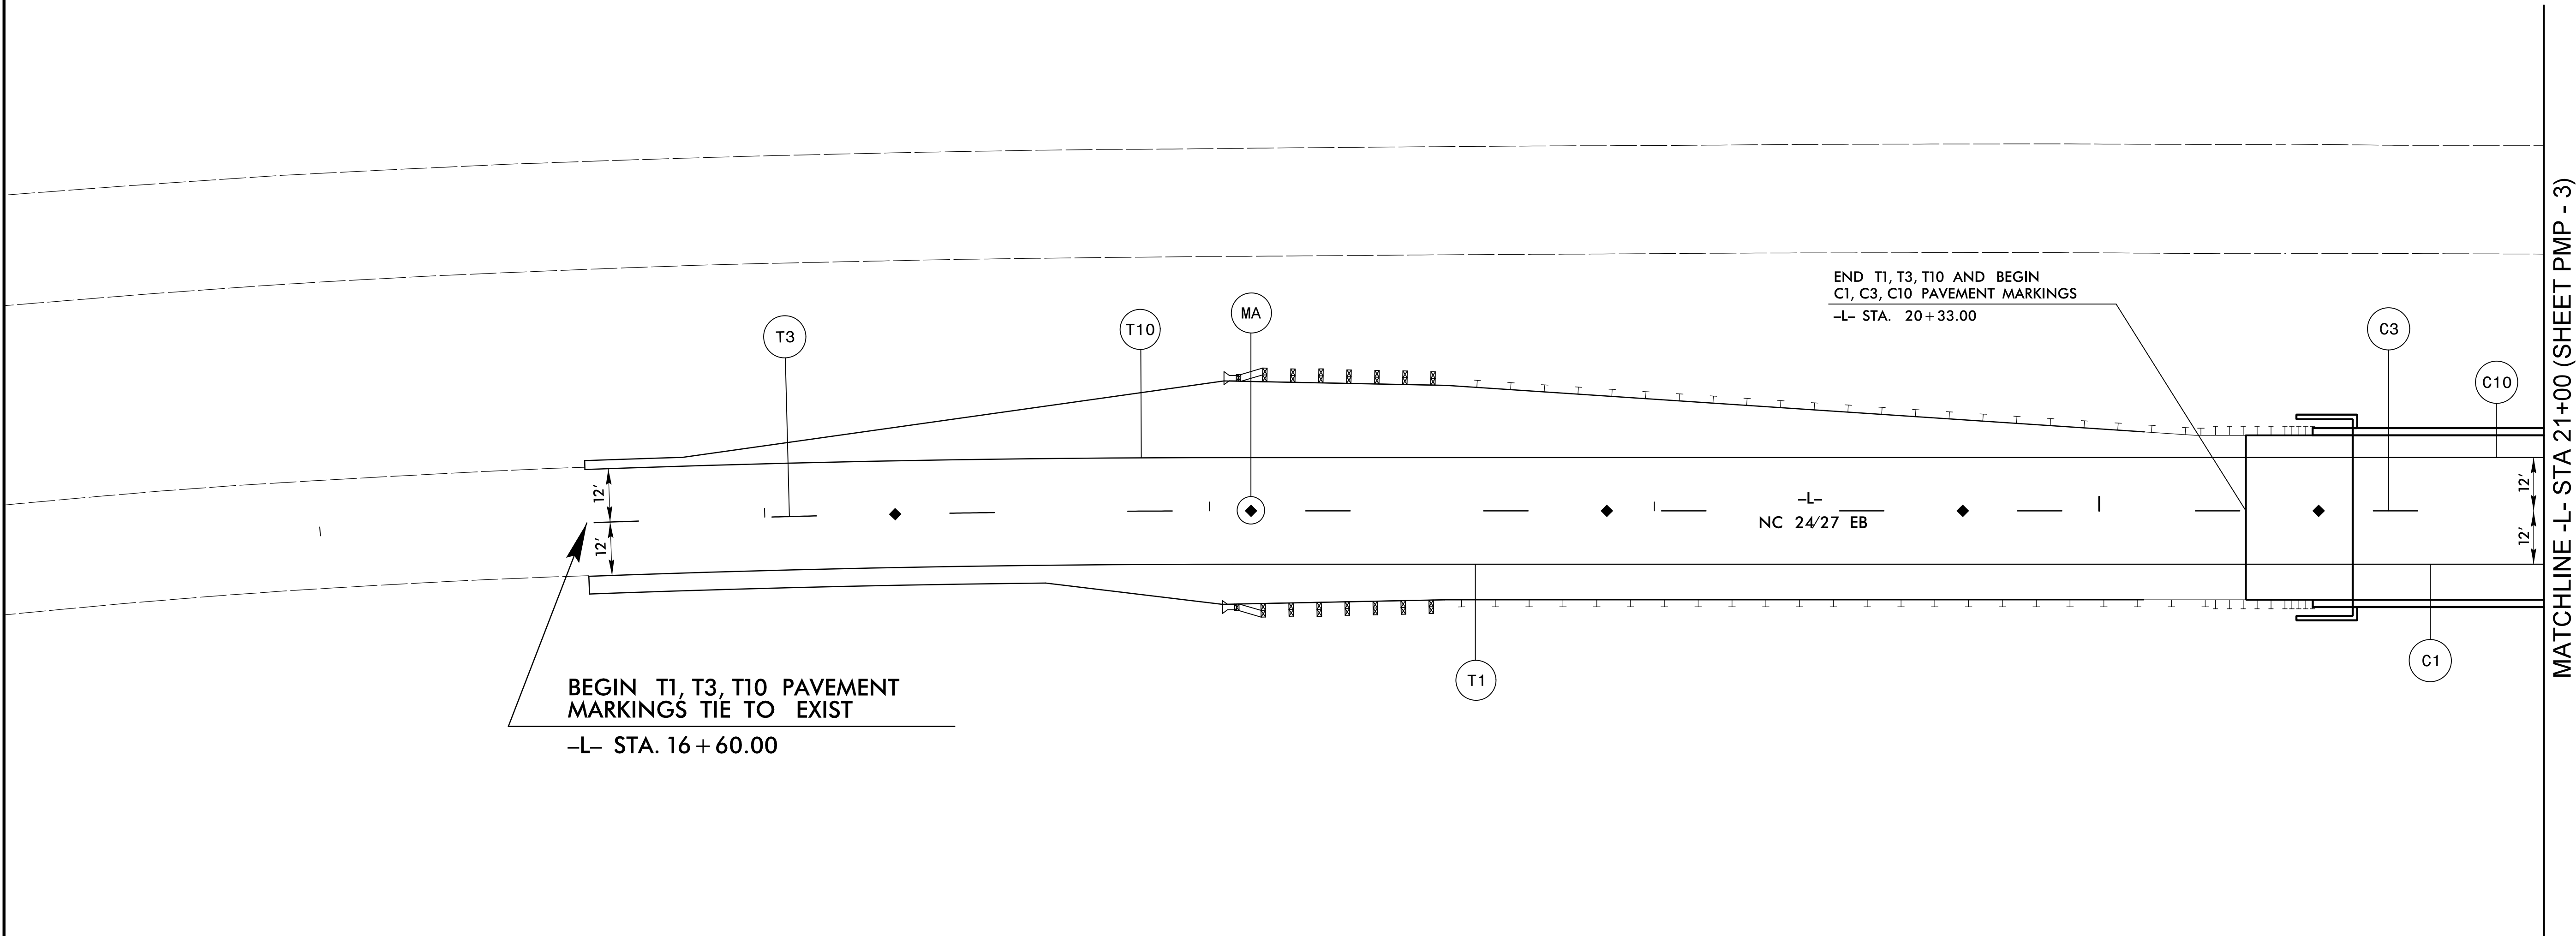 END T1, T3, T10 AND BEGIN
C1, C3, C10 PAVEMENT MARKINGS
–L– STA. 20+33.00
T3
T10
MA
C3
C10
12'
12'
–L–
NC 24/27 EB
12'
12'
T1
C1
BEGIN T1, T3, T10 PAVEMENT
MARKINGS TIE TO EXIST
–L– STA. 16+60.00
MATCHLINE -L- STA 21+00 (SHEET PMP - 3)